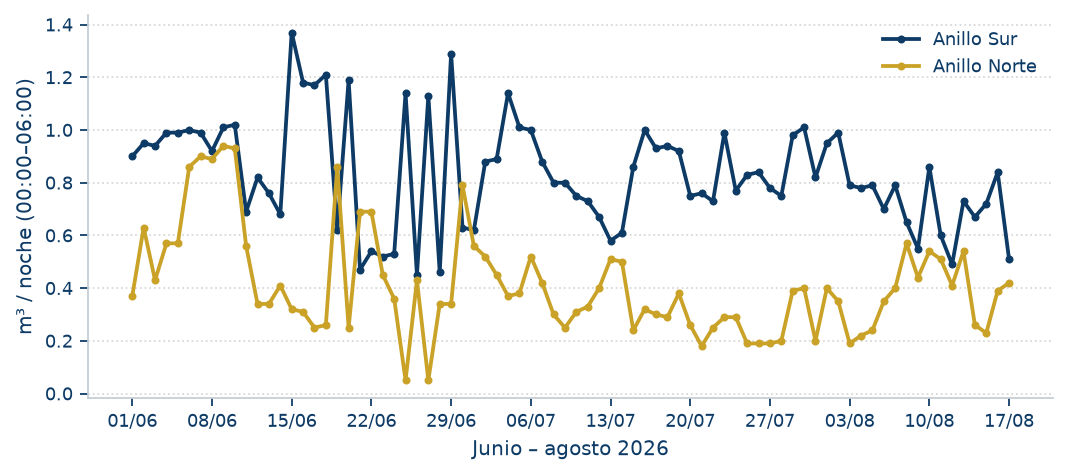 1.4
1.2
1.0
0.8
0.6
0.4
0.2
0.0
m³ / noche (00:00–06:00)
Anillo Sur
Anillo Norte
01/06 08/06 15/06 22/06 29/06 06/07 13/07 20/07 27/07 03/08 10/08 17/08
Junio – agosto 2026